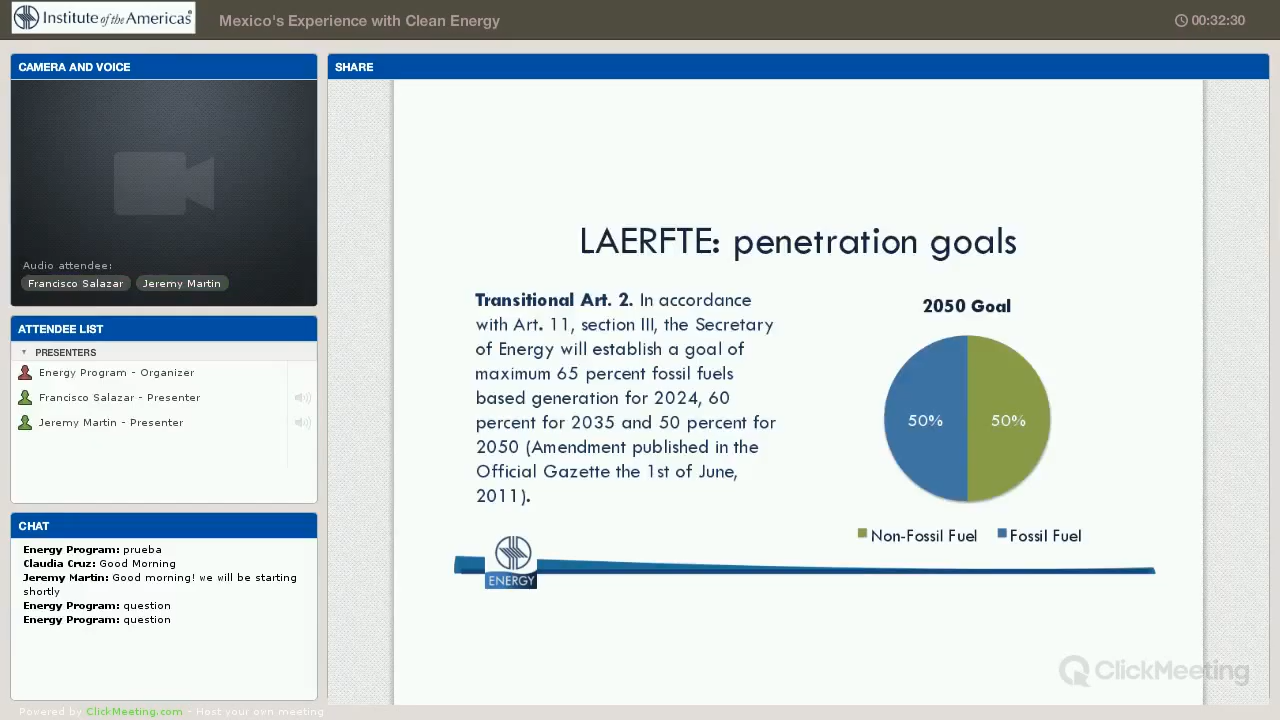 Institute of the Americas
Mexico's Experience with Clean Energy
00:32:30
CAMERA AND VOICE
Audio attendee:
Francisco Salazar
Jeremy Martin
ATTENDEE LIST
PRESENTERS
Energy Program - Organizer
Francisco Salazar - Presenter
Jeremy Martin - Presenter
CHAT
Energy Program: prueba
Claudia Cruz: Good Morning
Jeremy Martin: Good morning! we will be starting
shortly
Energy Program: question
Energy Program: question
Powered by ClickMeeting.com - Host your own meeting
SHARE
LAERFTE: penetration goals
Transitional Art. 2. In accordance
with Art. 11, section III, the Secretary
of Energy will establish a goal of
maximum 65 percent fossil fuels
based generation for 2024, 60
percent for 2035 and 50 percent for
2050 (Amendment published in the
Official Gazette the 1st of June,
2011).
2050 Goal
50%
50%
Non-Fossil Fuel
Fossil Fuel
ENERGY
ClickMeeting